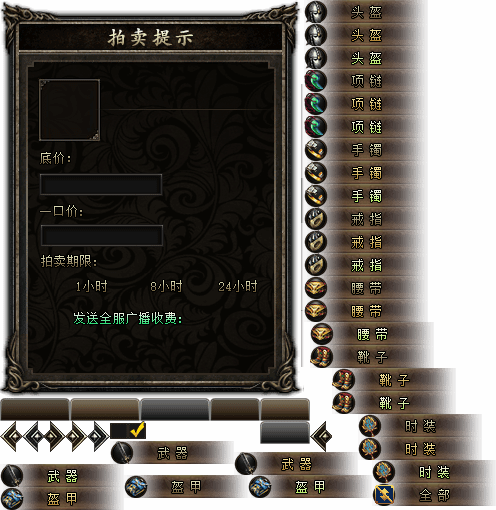 拍卖提示
底价:
一口价:
拍卖期限:
1小时 8小时 24小时
发送全服广播收费:
头盔
头盔
头盔
项链
项链
项链
手镯
手镯
手镯
戒指
戒指
戒指
腰带
腰带
腰带
靴子
靴子
靴子
时装
时装
时装
全部
武器
武器
武器
盔甲
盔甲
盔甲